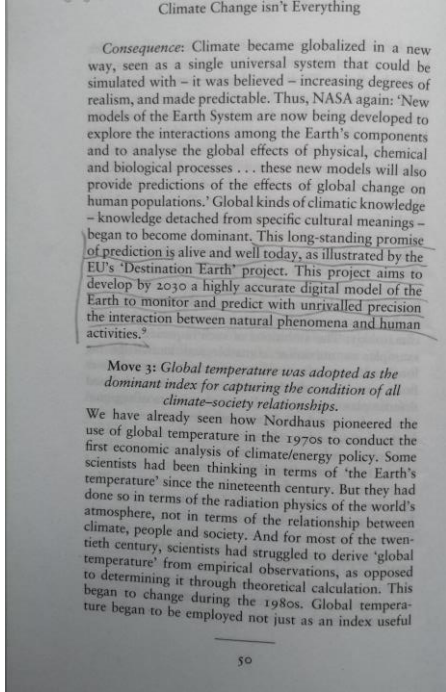 Climate Change isn't Everything
Consequence: Climate became globalized in a new
way, seen as a single universal system that could be
simulated with – it was believed – increasing degrees of
realism, and made predictable. Thus, NASA again: 'New
models of the Earth System are now being developed to
explore the interactions among the Earth's components
and to analyse the global effects of physical, chemical
and biological processes . . . these new models will also
provide predictions of the effects of global change on
human populations.' Global kinds of climatic knowledge
– knowledge detached from specific cultural meanings –
began to become dominant. This long-standing promise
of prediction is alive and well today, as illustrated by the
EU's 'Destination Earth' project. This project aims to
develop by 2030 a highly accurate digital model of the
Earth to monitor and predict with unrivalled precision
the interaction between natural phenomena and human
activities.⁹
Move 3: Global temperature was adopted as the
dominant index for capturing the condition of all
climate–society relationships.
We have already seen how Nordhaus pioneered the
use of global temperature in the 1970s to conduct the
first economic analysis of climate/energy policy. Some
scientists had been thinking in terms of 'the Earth's
temperature' since the nineteenth century. But they had
done so in terms of the radiation physics of the world's
atmosphere, not in terms of the relationship between
climate, people and society. And for most of the twen-
tieth century, scientists had struggled to derive 'global
temperature' from empirical observations, as opposed
to determining it through theoretical calculation. This
began to change during the 1980s. Global tempera-
ture began to be employed not just as an index useful
50